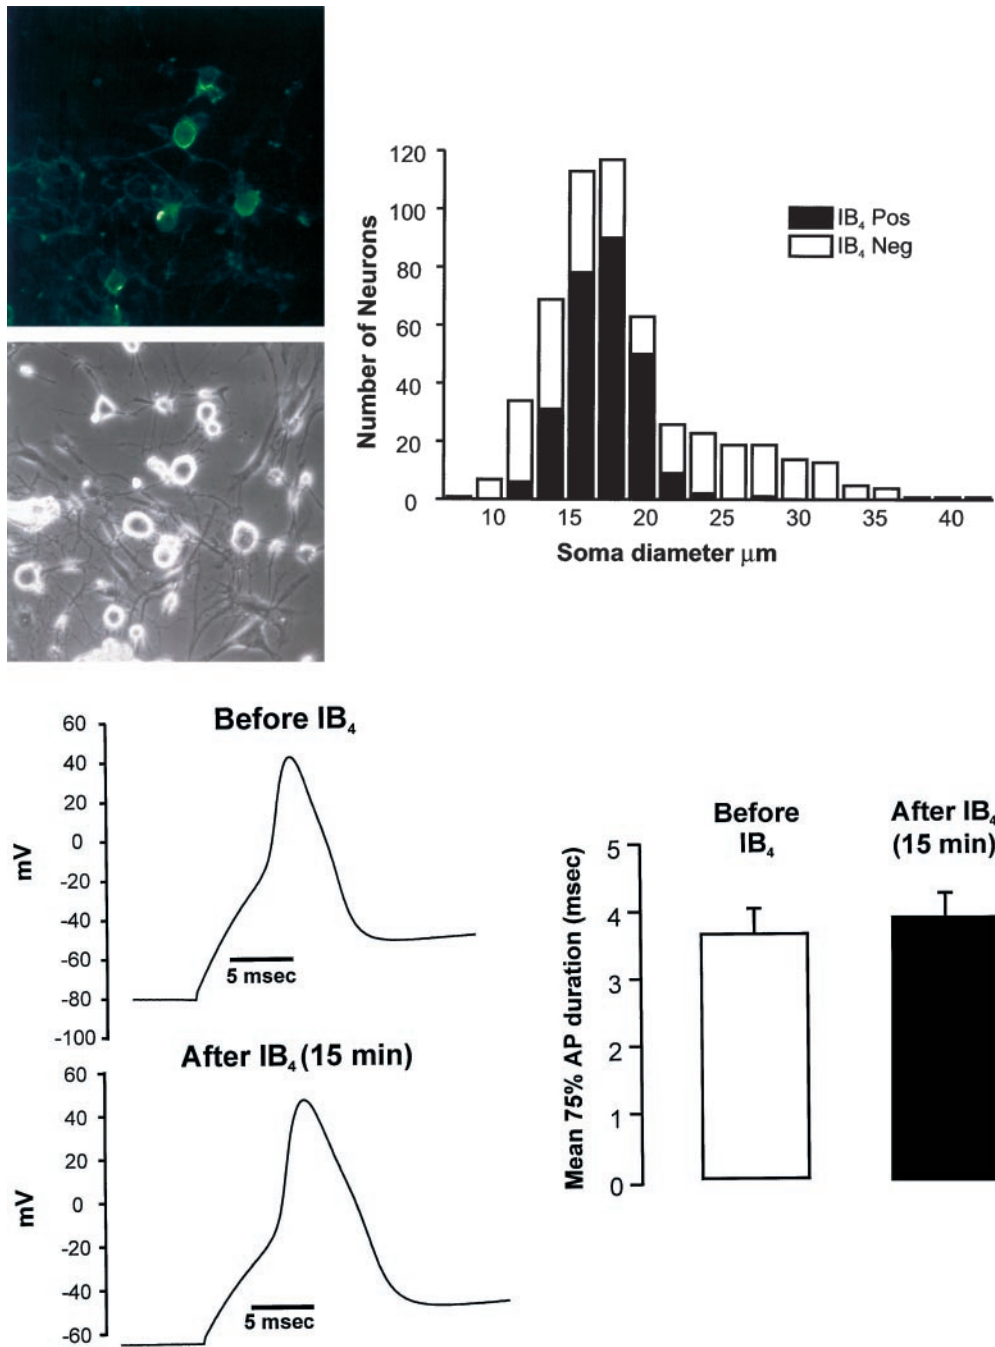 120
100
80
60
40
20
0
Number of Neurons
IB₄ Pos
IB₄ Neg
10 15 20 25 30 35 40
Soma diameter μm
Before IB₄
60
40
20
0
-20
-40
-60
-80
-100
mV
5 msec
After IB₄ (15 min)
60
40
20
0
-20
-40
-60
mV
5 msec
Before
IB₄
After IB₄
(15 min)
5
4
3
2
1
0
Mean 75% AP duration (msec)